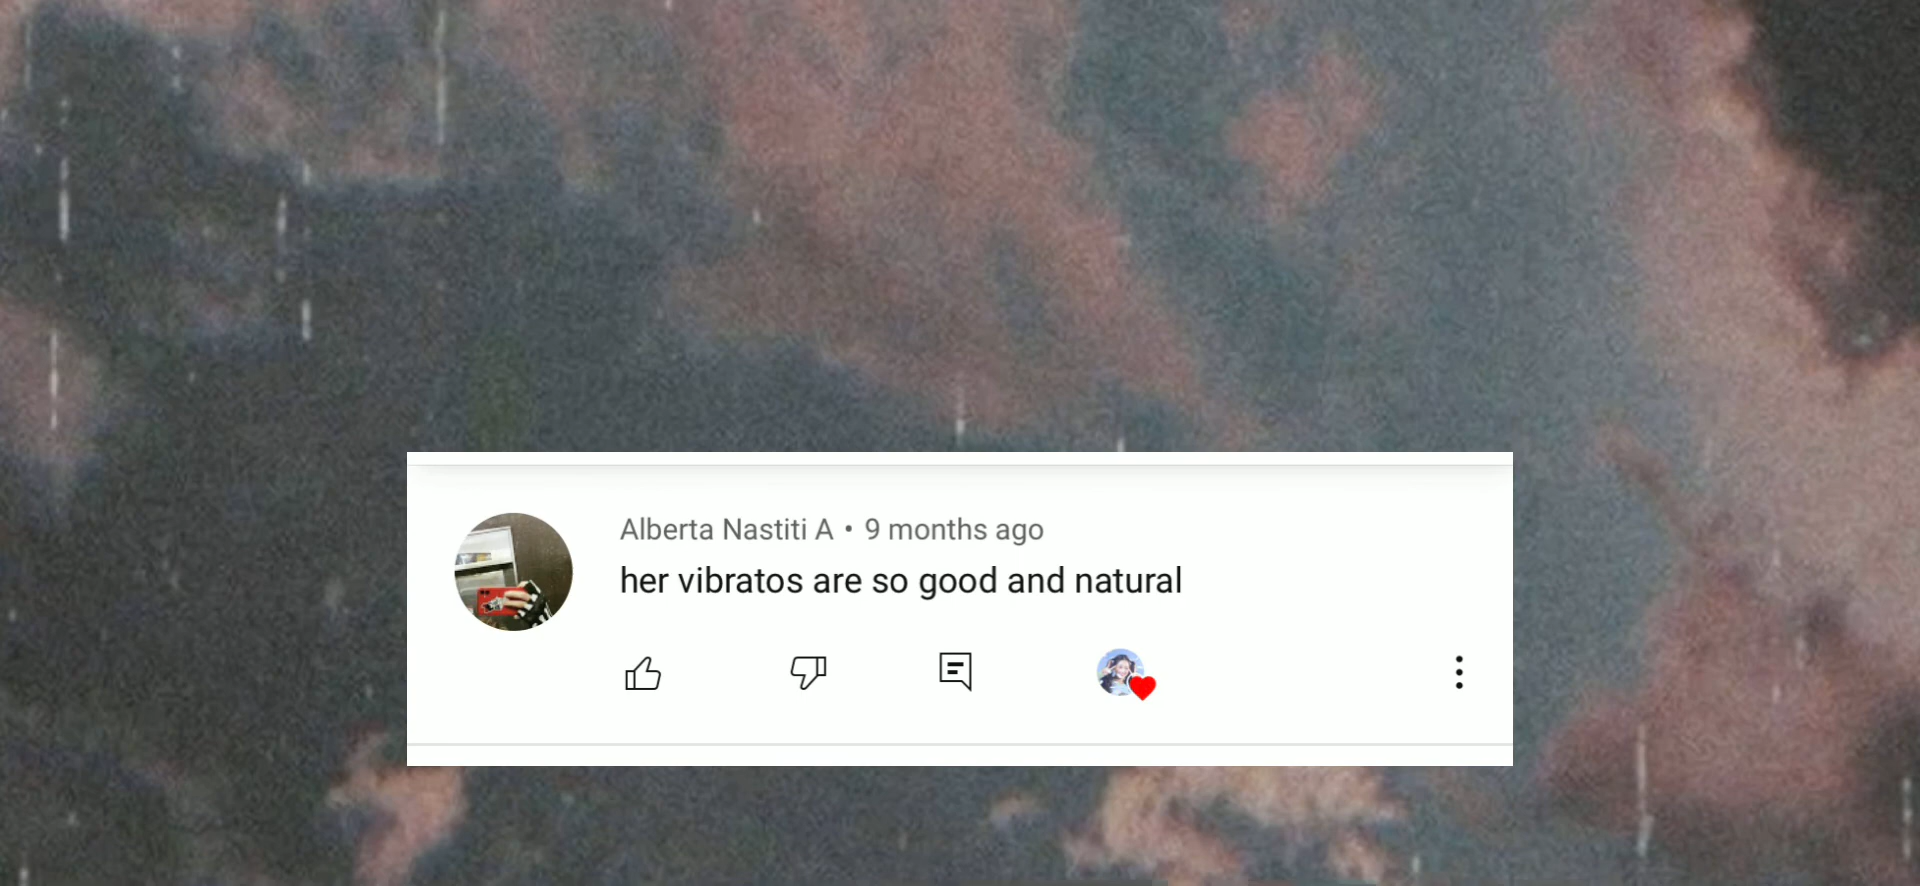 Alberta Nastiti A • 9 months ago
her vibratos are so good and natural